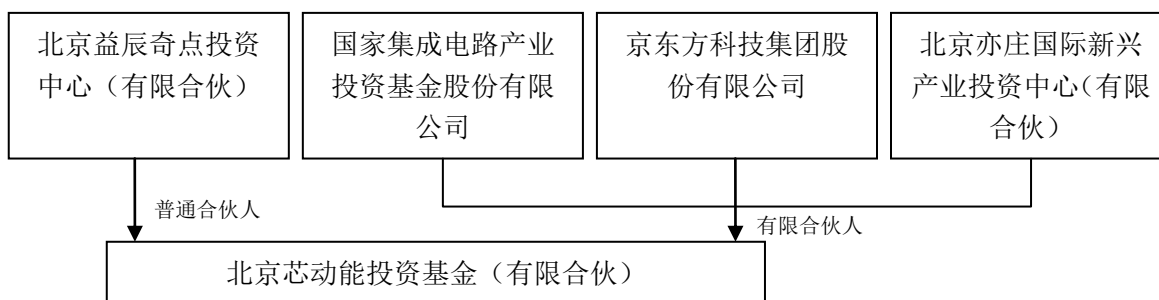 北京益辰奇点投资
中心（有限合伙）
国家集成电路产业
投资基金股份有限
公司
京东方科技集团股
份有限公司
北京亦庄国际新兴
产业投资中心（有限
合伙）
普通合伙人
有限合伙人
北京芯动能投资基金（有限合伙）